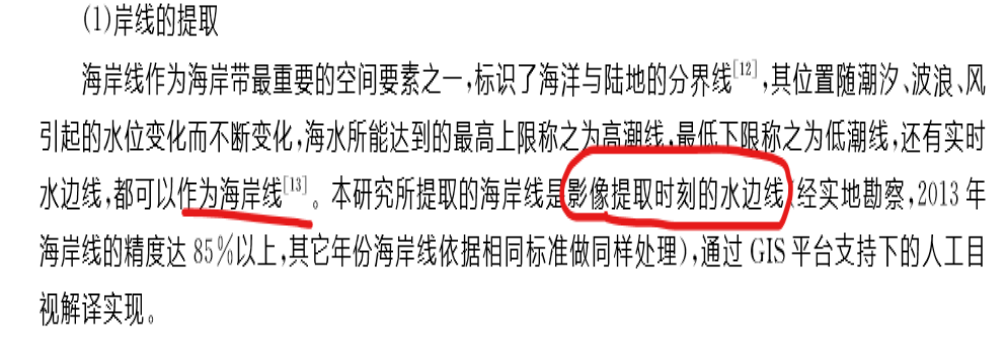 (1)岸线的提取
海岸线作为海岸带最重要的空间要素之一,标识了海洋与陆地的分界线[12],其位置随潮汐、波浪、风
引起的水位变化而不断变化,海水所能达到的最高上限称之为高潮线,最低下限称之为低潮线,还有实时
水边线,都可以作为海岸线[13]。本研究所提取的海岸线是影像提取时刻的水边线(经实地勘察,2013年
海岸线的精度达85%以上,其它年份海岸线依据相同标准做同样处理),通过GIS平台支持下的人工目
视解译实现。